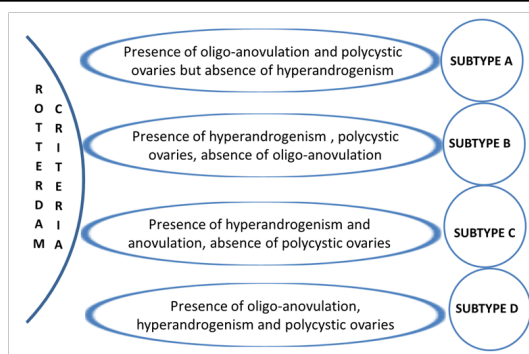 ROTTERDAM
CRITERIA
Presence of oligo-anovulation and polycystic
ovaries but absence of hyperandrogenism
SUBTYPE A
Presence of hyperandrogenism , polycystic
ovaries, absence of oligo-anovulation
SUBTYPE B
Presence of hyperandrogenism and
anovulation, absence of polycystic ovaries
SUBTYPE C
Presence of oligo-anovulation,
hyperandrogenism and polycystic ovaries
SUBTYPE D